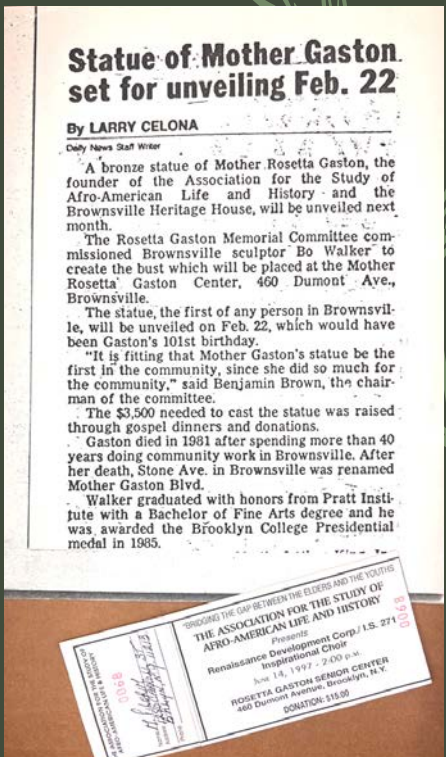 Statue of Mother Gaston
set for unveiling Feb. 22
By LARRY CELONA
Daily News Staff Writer
A bronze statue of Mother Rosetta Gaston, the
founder of the Association for the Study of
Afro-American Life and History and the
Brownsville Heritage House, will be unveiled next
month.
The Rosetta Gaston Memorial Committee com-
missioned Brownsville sculptor Bo Walker to
create the bust which will be placed at the Mother
Rosetta Gaston Center, 460 Dumont Ave.,
Brownsville.
The statue, the first of any person in Brownsvil-
le, will be unveiled on Feb. 22, which would have
been Gaston's 101st birthday.
"It is fitting that Mother Gaston's statue be the
first in the community, since she did so much for
the community," said Benjamin Brown, the chair-
man of the committee.
The $3,500 needed to cast the statue was raised
through gospel dinners and donations.
Gaston died in 1981 after spending more than 40
years doing community work in Brownsville. After
her death, Stone Ave. in Brownsville was renamed
Mother Gaston Blvd.
Walker graduated with honors from Pratt Insti-
tute with a Bachelor of Fine Arts degree and he
was awarded the Brooklyn College Presidential
medal in 1985.
"BRIDGING THE GAP BETWEEN THE ELDERS AND THE YOUTHS
THE ASSOCIATION FOR THE STUDY OF
AFRO-AMERICAN LIFE AND HISTORY
Presents
Renaissance Development Corp./ I.S. 271
Inspirational Choir
June 14, 1997 - 2:00 p.m.
ROSETTA GASTON SENIOR CENTER
460 Dumont Avenue, Brooklyn, N.Y.
DONATION: $15.00
0068
ASSOCIATION FOR THE STUDY OF
AFRO-AMERICAN LIFE & HISTORY
0068